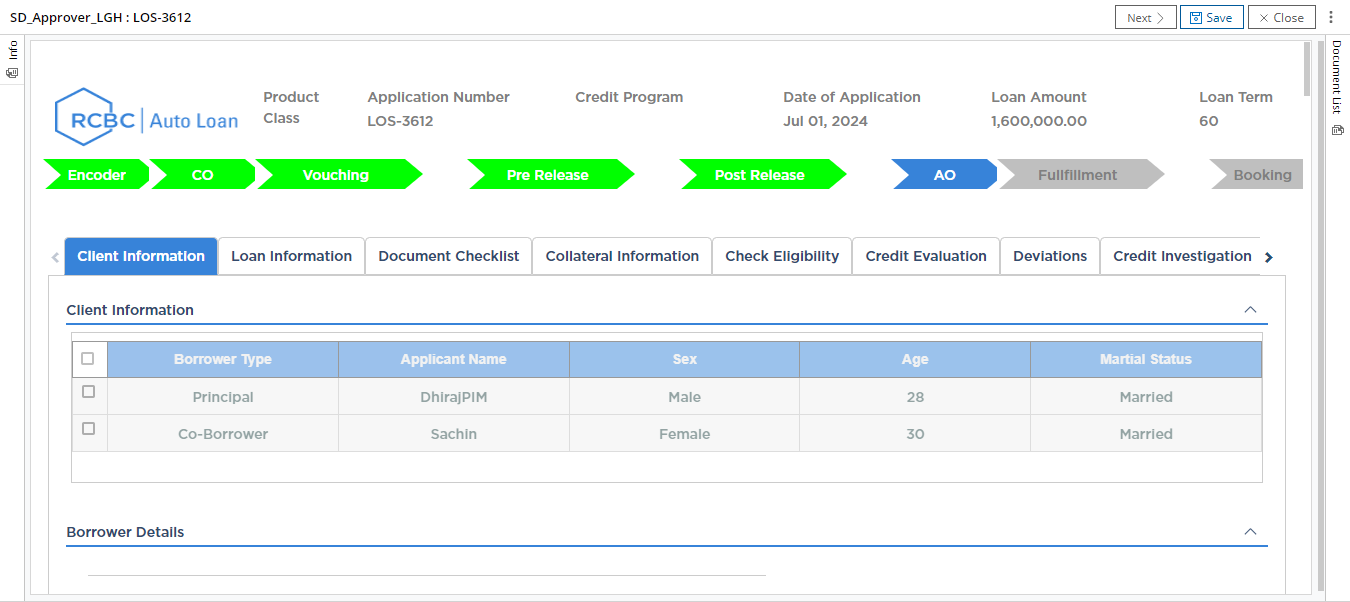 SD_Approver_LGH : LOS-3612
Next
Save
Close
Info
Document List
RCBC Auto Loan
Product Class
Application Number
LOS-3612
Credit Program
Date of Application
Jul 01, 2024
Loan Amount
1,600,000.00
Loan Term
60
Encoder
CO
Vouching
Pre Release
Post Release
AO
Fullfillment
Booking
Client Information
Loan Information
Document Checklist
Collateral Information
Check Eligibility
Credit Evaluation
Deviations
Credit Investigation
Client Information
Borrower Type Applicant Name Sex Age Martial Status
Principal DhirajPIM Male 28 Married
Co-Borrower Sachin Female 30 Married
Borrower Details